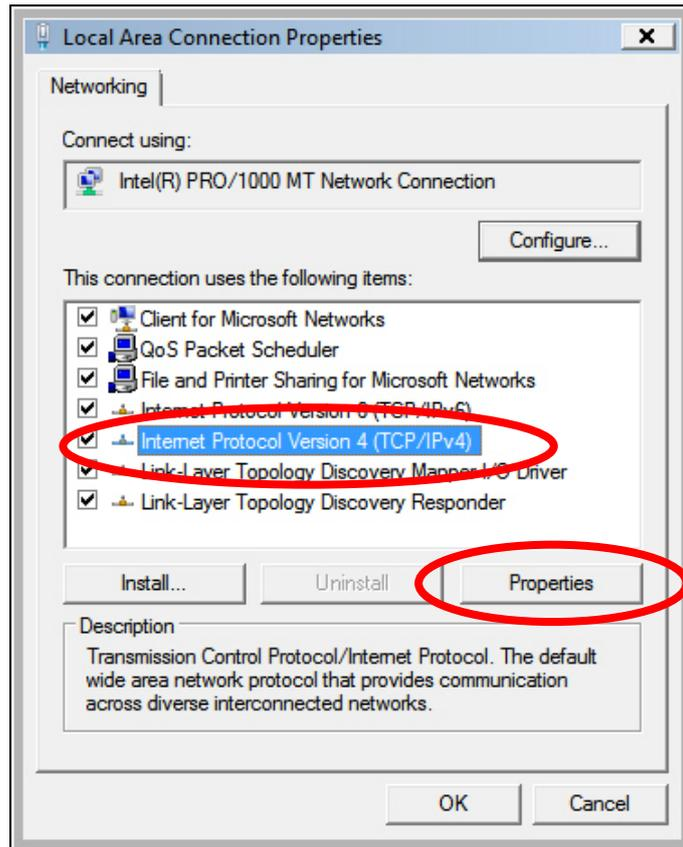 Local Area Connection Properties
Networking
Connect using:
Intel(R) PRO/1000 MT Network Connection
Configure...
This connection uses the following items:
Client for Microsoft Networks
QoS Packet Scheduler
File and Printer Sharing for Microsoft Networks
Internet Protocol Version 6 (TCP/IPv6)
Internet Protocol Version 4 (TCP/IPv4)
Link-Layer Topology Discovery Mapper I/O Driver
Link-Layer Topology Discovery Responder
Install... Uninstall Properties
Description
Transmission Control Protocol/Internet Protocol. The default
wide area network protocol that provides communication
across diverse interconnected networks.
OK Cancel